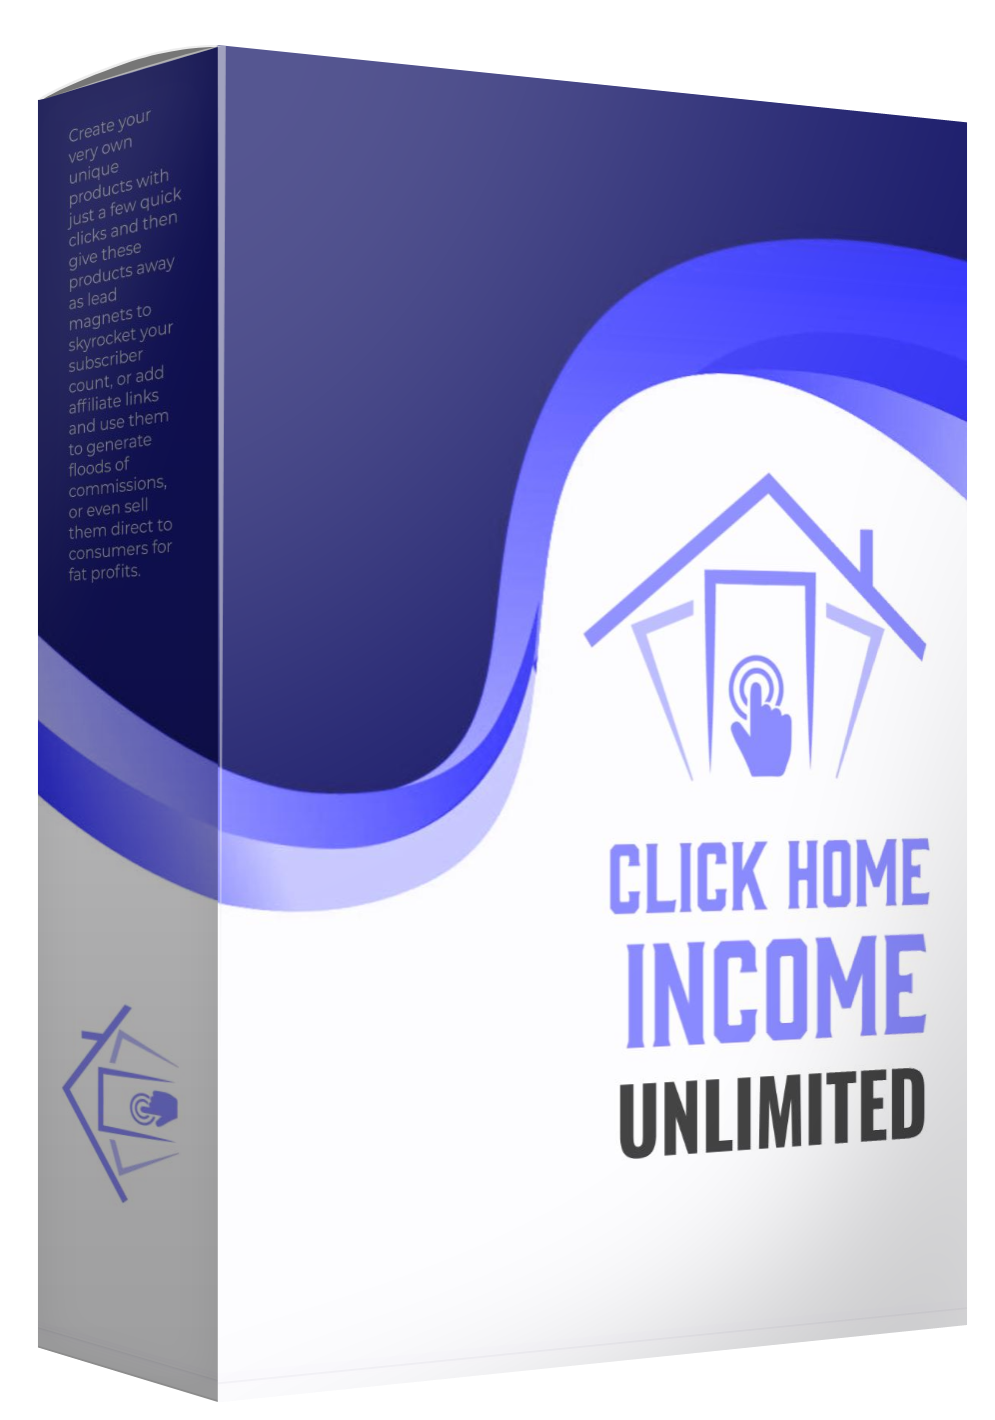 Create your
very own
unique
products with
just a few quick
clicks and then
give these
products away
as lead
magnets to
skyrocket your
subscriber
count, or add
affiliate links
and use them
to generate
floods of
commissions,
or even sell
them direct to
consumers for
fat profits.
CLICK HOME
INCOME
UNLIMITED